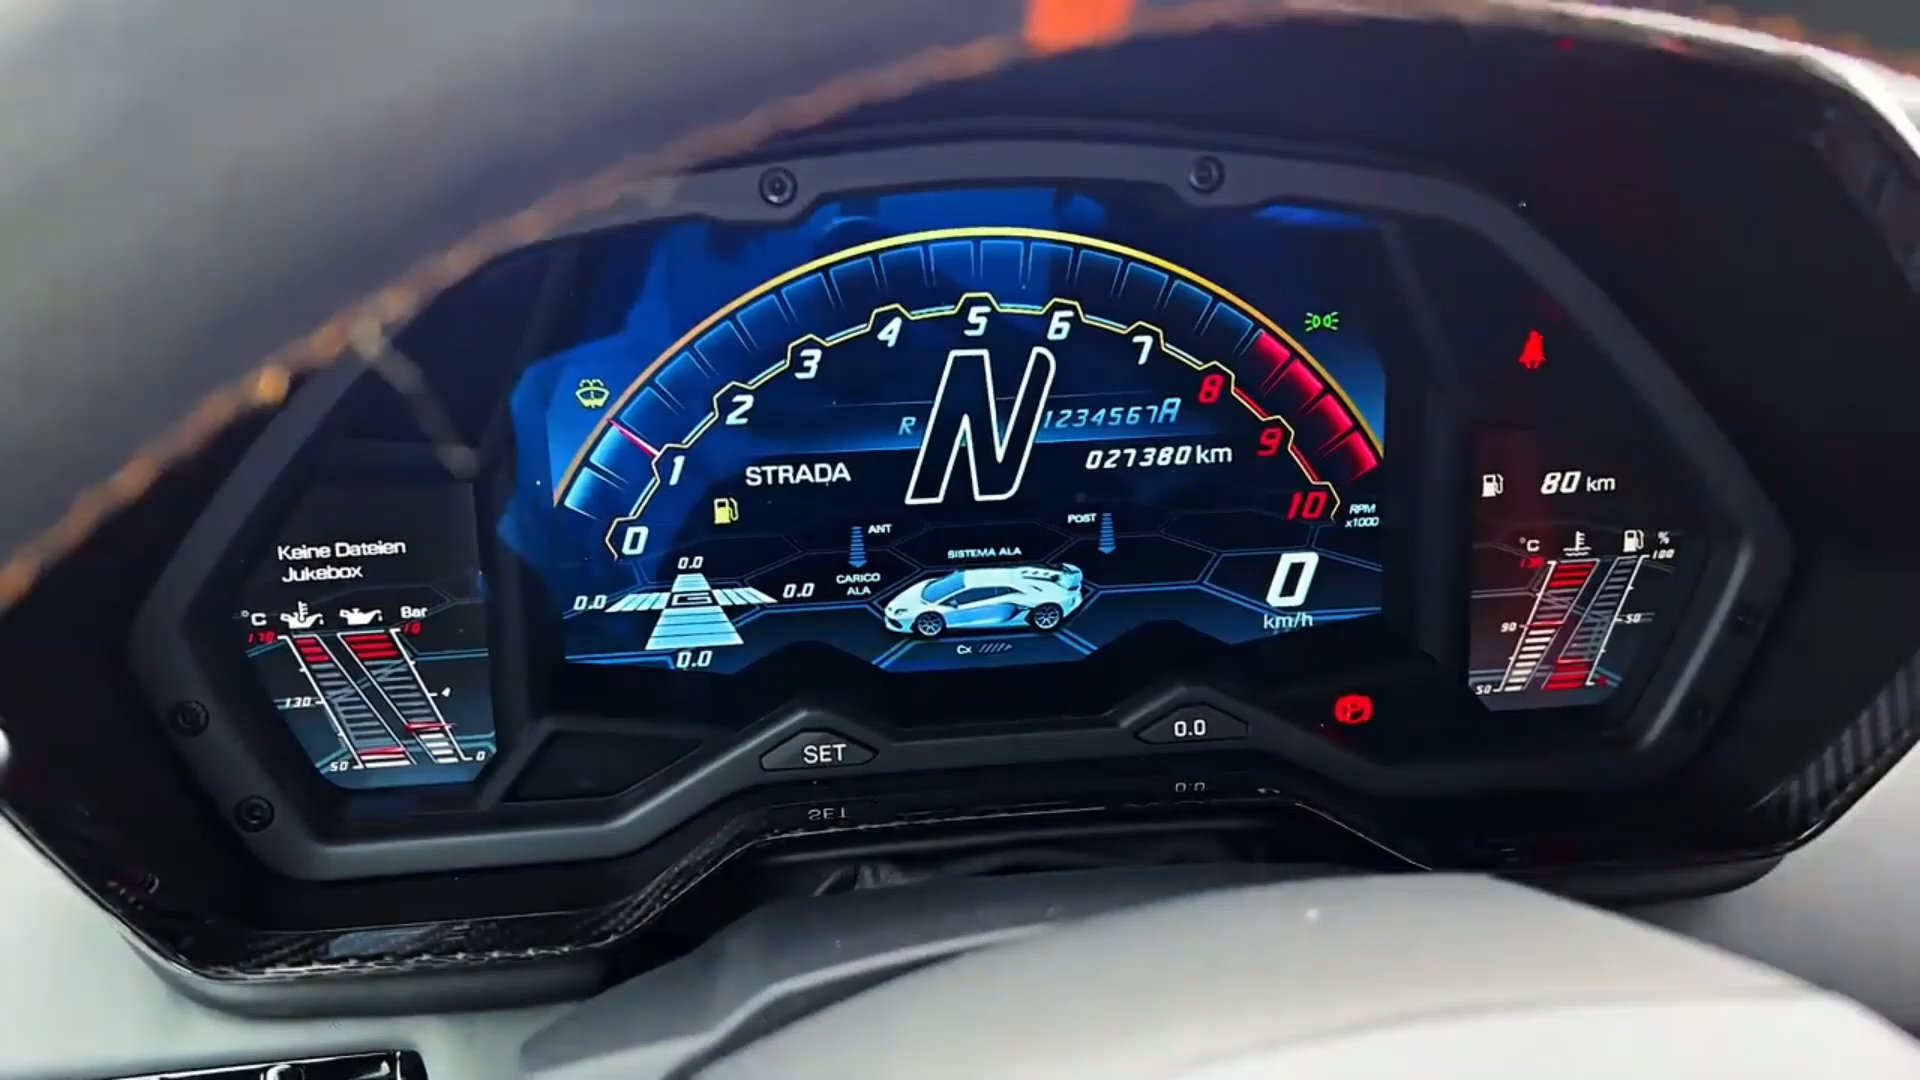 0 1 2 3 4 5 6 7 8 9 10
RPM
x1000
R N 1234567A
STRADA
027380 km
ANT
POST
SISTEMA ALA
CARICO
ALA
0.0
0.0
G
0.0
0.0
Cx
0
km/h
Keine Dateien
Jukebox
°C
Bar
170
10
130
4
50
0
80 km
°C
%
130
100
90
50
50
SET
0.0